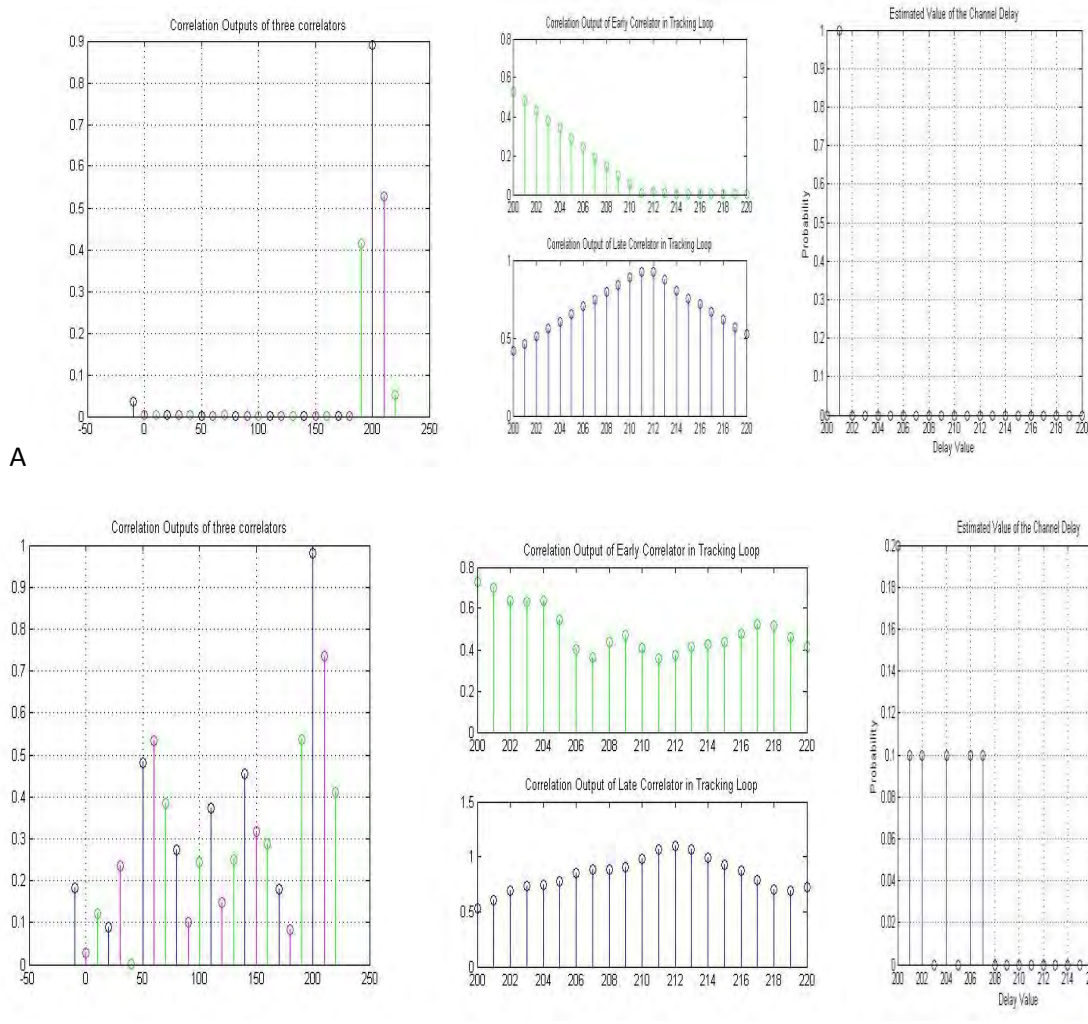 Correlation Outputs of three correlators
0.9
0.8
0.7
0.6
0.5
0.4
0.3
0.2
0.1
0
-50 0 50 100 150 200 250
Correlation Output of Early Correlator in Tracking Loop
0.8
0.6
0.4
0.2
0
200 202 204 206 208 210 212 214 216 218 220
Correlation Output of Late Correlator in Tracking Loop
1
0.5
0
200 202 204 206 208 210 212 214 216 218 220
Estimated Value of the Channel Delay
1
0.9
0.8
0.7
0.6
0.5
0.4
0.3
0.2
0.1
0
Probability
200 202 204 206 208 210 212 214 216 218 220
Delay Value
A
Correlation Outputs of three correlators
1
0.9
0.8
0.7
0.6
0.5
0.4
0.3
0.2
0.1
0
-50 0 50 100 150 200 250
Correlation Output of Early Correlator in Tracking Loop
0.8
0.6
0.4
0.2
0
200 202 204 206 208 210 212 214 216 218 220
Correlation Output of Late Correlator in Tracking Loop
1.5
1
0.5
0
200 202 204 206 208 210 212 214 216 218 220
Estimated Value of the Channel Delay
0.20
0.18
0.16
0.14
0.12
0.1
0.08
0.06
0.04
0.02
0
Probability
200 202 204 206 208 210 212 214
Delay Value